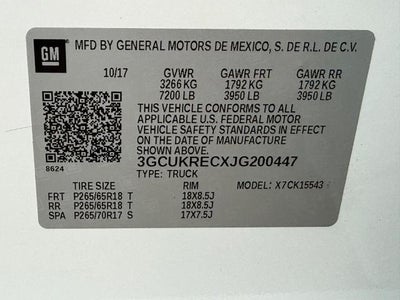 GM
MFD BY GENERAL MOTORS DE MEXICO, S. DE R.L. DE C.V.
10/17 GVWR GAWR FRT GAWR RR
3266 KG 1792 KG 1792 KG
7200 LB 3950 LB 3950 LB
THIS VEHICLE CONFORMS TO ALL
APPLICABLE U.S. FEDERAL MOTOR
VEHICLE SAFETY STANDARDS IN EFFECT
ON THE DATE OF MANUFACTURE
SHOWN ABOVE.
3GCUKRECXJG200447
8624 TYPE: TRUCK
TIRE SIZE RIM MODEL: X7CK15543
FRT P265/65R18 T 18X8.5J
RR P265/65R18 T 18X8.5J
SPA P265/70R17 S 17X7.5J